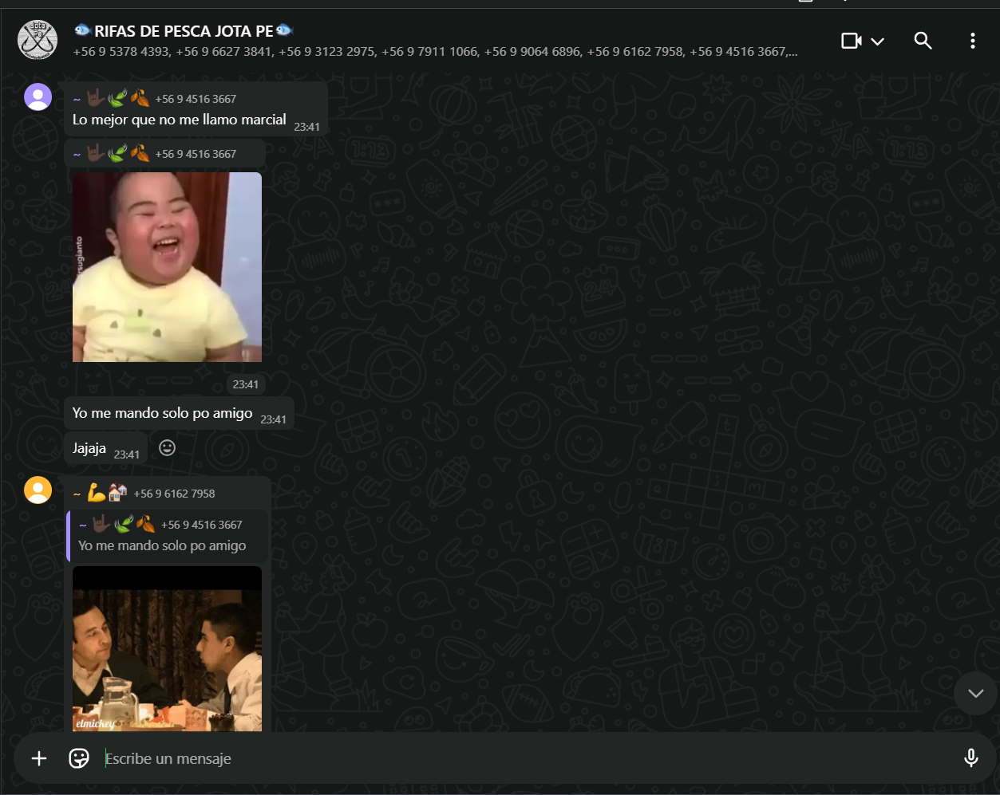 🐟RIFAS DE PESCA JOTA PE🐟
+56 9 5378 4393, +56 9 6627 3841, +56 9 3123 2975, +56 9 7911 1066, +56 9 9064 6896, +56 9 6162 7958, +56 9 4516 3667,...
Jota
Pe
~ 🤟🏿🍃🍂 +56 9 4516 3667
Lo mejor que no me llamo marcial 23:41
~ 🤟🏿🍃🍂 +56 9 4516 3667
rsugianto
23:41
Yo me mando solo po amigo 23:41
Jajaja 23:41
~ 💪🏘️ +56 9 6162 7958
~ 🤟🏿🍃🍂 +56 9 4516 3667
Yo me mando solo po amigo
elmickey
Escribe un mensaje